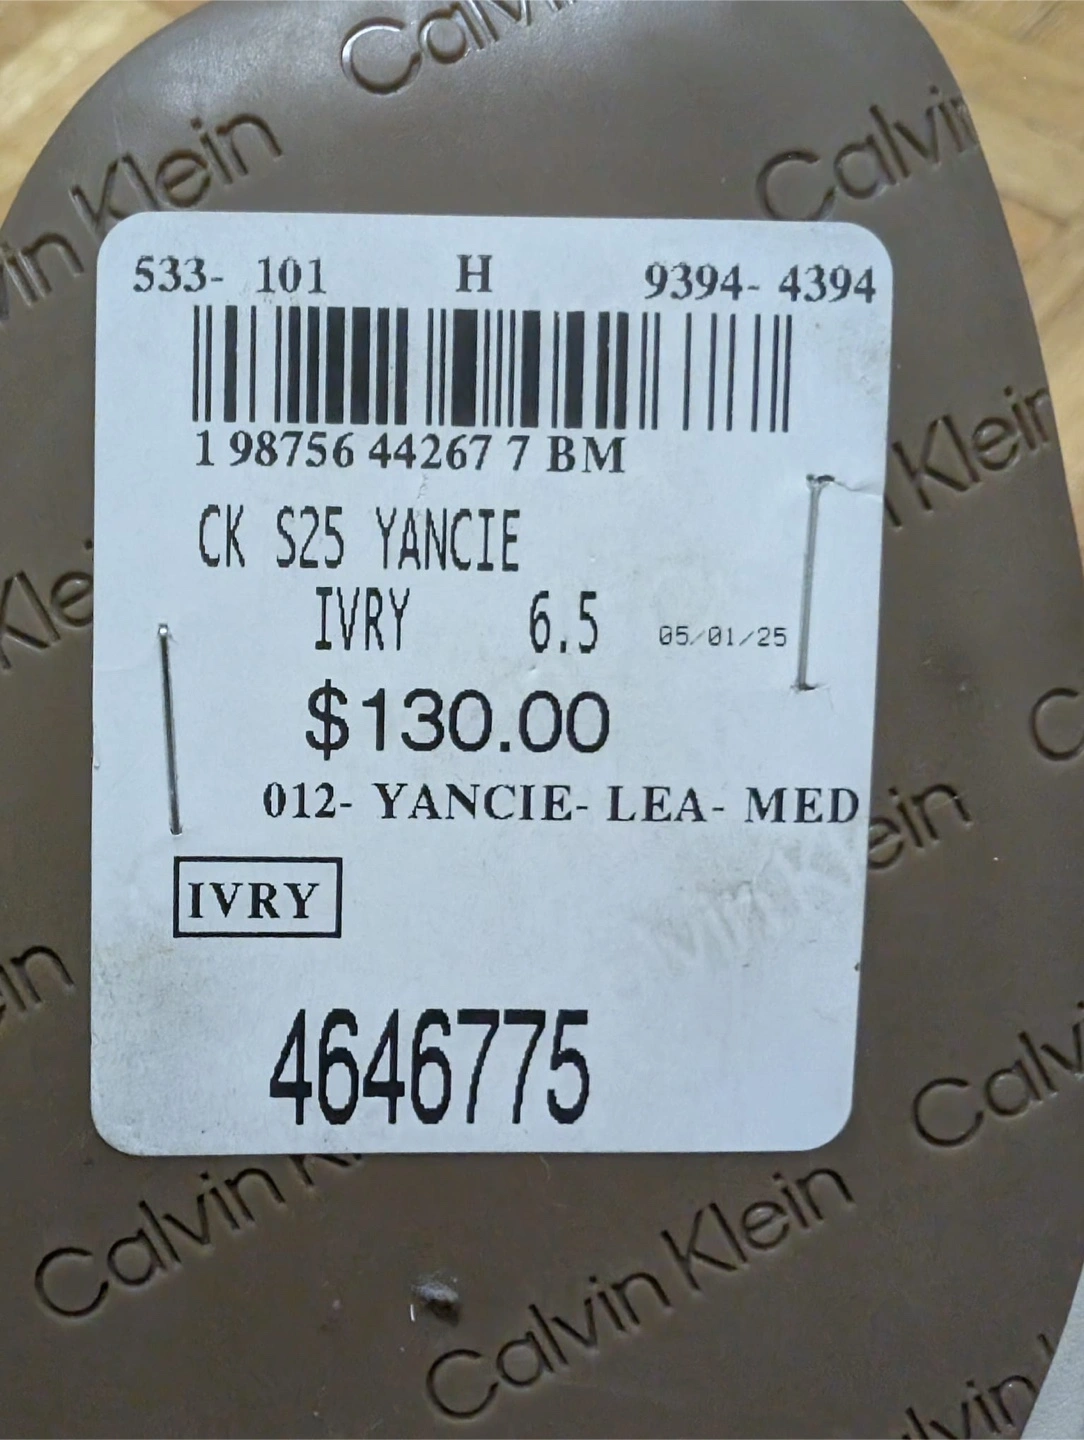 Calvin
Calvin
vin Klein
533- 101 H 9394- 4394
1 98756 44267 7 BM
Klein
CK S25 YANCIE
IVRY 6.5 05/01/25
$130.00
012- YANCIE- LEA- MED
IVRY
4646775
Calvin
Calvin Klein